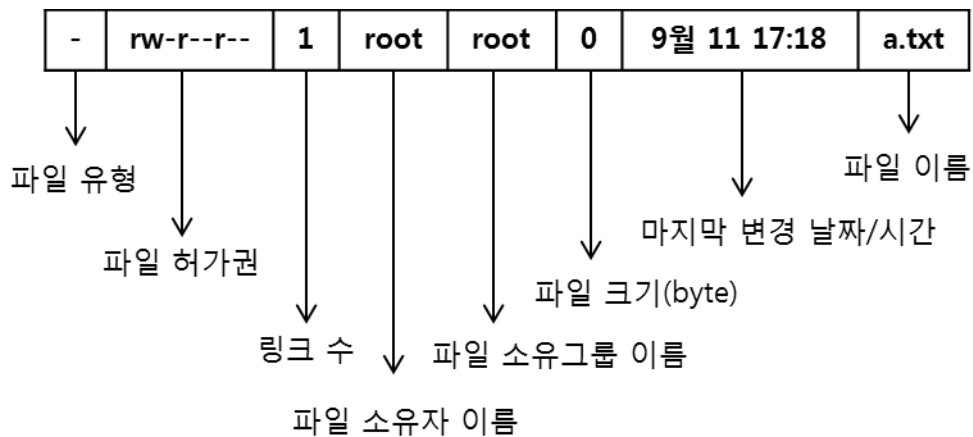 - rw-r--r-- 1 root root 0 9월 11 17:18 a.txt
파일 유형
파일 이름
파일 허가권
마지막 변경 날짜/시간
파일 크기(byte)
링크 수
파일 소유그룹 이름
파일 소유자 이름